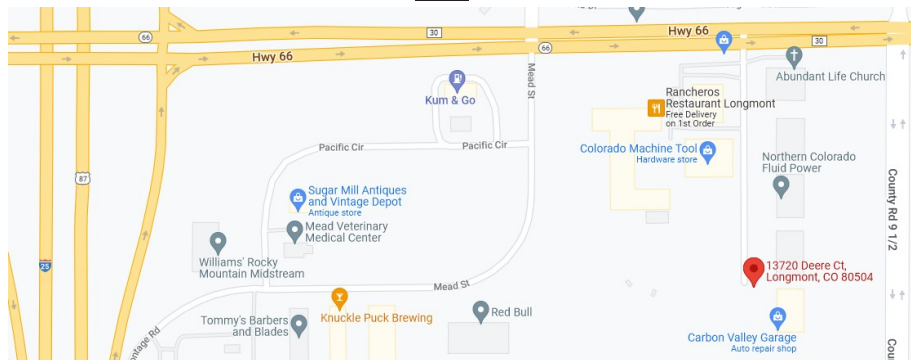 66
30
Hwy 66
Hwy 66
66
30
Abundant Life Church
Kum & Go
Mead St
Rancheros
Restaurant Longmont
Free Delivery
on 1st Order
Pacific Cir
Pacific Cir
Colorado Machine Tool
Hardware store
Northern Colorado
Fluid Power
County Rd 9 1/2
87
Sugar Mill Antiques
and Vintage Depot
Antique store
Mead Veterinary
Medical Center
Williams' Rocky
Mountain Midstream
25
13720 Deere Ct,
Longmont, CO 80504
Mead St
Knuckle Puck Brewing
Red Bull
Tommy's Barbers
and Blades
Carbon Valley Garage
Auto repair shop